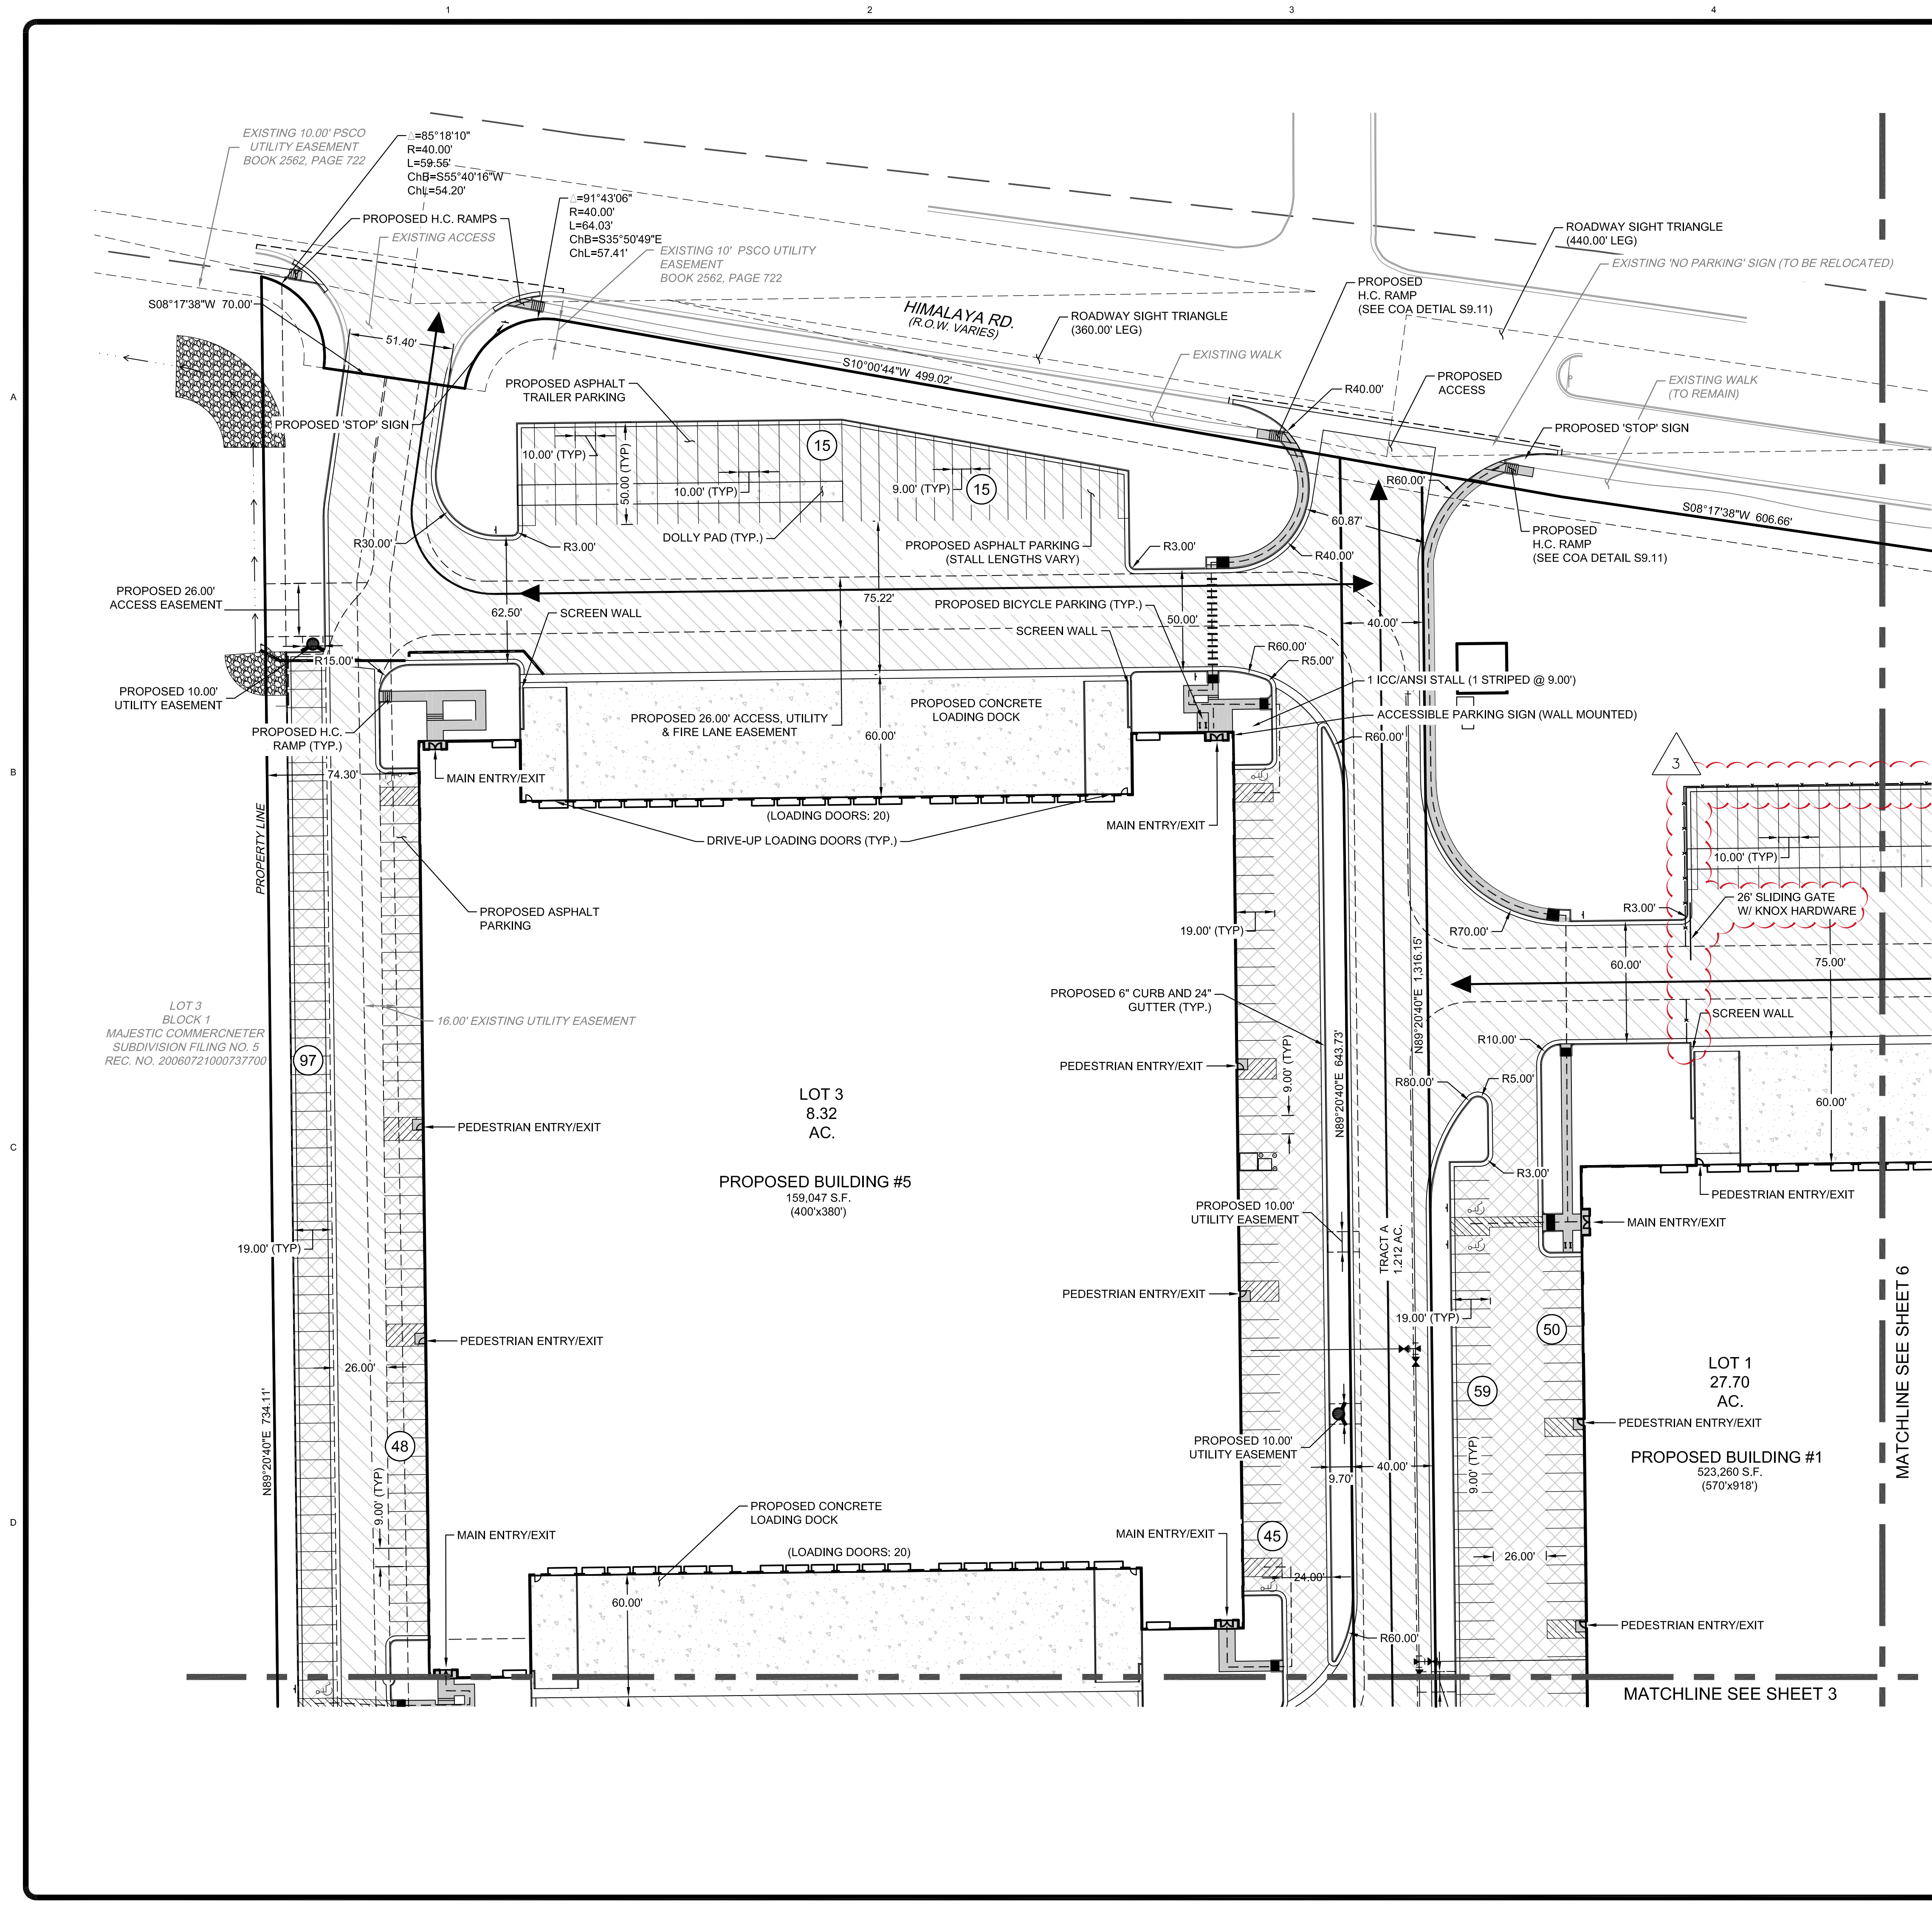 1
2
3
4
A
B
C
D
EXISTING 10.00' PSCO
UTILITY EASEMENT
BOOK 2562, PAGE 722
△=85°18'10"
R=40.00'
L=59.55'
ChB=S55°40'16"W
ChL=54.20'
PROPOSED H.C. RAMPS
EXISTING ACCESS
△=91°43'06"
R=40.00'
L=64.03'
ChB=S35°50'49"E
ChL=57.41'
EXISTING 10' PSCO UTILITY
EASEMENT
BOOK 2562, PAGE 722
S08°17'38"W 70.00'
51.40'
HIMALAYA RD.
(R.O.W. VARIES)
ROADWAY SIGHT TRIANGLE
(360.00' LEG)
ROADWAY SIGHT TRIANGLE
(440.00' LEG)
EXISTING 'NO PARKING' SIGN (TO BE RELOCATED)
PROPOSED
H.C. RAMP
(SEE COA DETIAL S9.11)
EXISTING WALK
S10°00'44"W 499.02'
PROPOSED ASPHALT
TRAILER PARKING
R40.00'
PROPOSED
ACCESS
EXISTING WALK
(TO REMAIN)
PROPOSED 'STOP' SIGN
PROPOSED 'STOP' SIGN
10.00' (TYP)
50.00 (TYP)
15
10.00' (TYP)
9.00' (TYP)
15
R60.00'
60.87'
S08°17'38"W 606.66'
R30.00'
R3.00'
DOLLY PAD (TYP.)
PROPOSED ASPHALT PARKING
(STALL LENGTHS VARY)
R3.00'
R40.00'
PROPOSED
H.C. RAMP
(SEE COA DETAIL S9.11)
PROPOSED 26.00'
ACCESS EASEMENT
62.50'
SCREEN WALL
75.22'
PROPOSED BICYCLE PARKING (TYP.)
50.00'
SCREEN WALL
40.00'
R15.00'
R60.00'
R5.00'
1 ICC/ANSI STALL (1 STRIPED @ 9.00')
PROPOSED 10.00'
UTILITY EASEMENT
PROPOSED H.C.
RAMP (TYP.)
PROPOSED 26.00' ACCESS, UTILITY
& FIRE LANE EASEMENT
PROPOSED CONCRETE
LOADING DOCK
60.00'
ACCESSIBLE PARKING SIGN (WALL MOUNTED)
R60.00'
3
74.30'
MAIN ENTRY/EXIT
PROPERTY LINE
(LOADING DOORS: 20)
MAIN ENTRY/EXIT
DRIVE-UP LOADING DOORS (TYP.)
10.00' (TYP)
PROPOSED ASPHALT
PARKING
19.00' (TYP)
R3.00'
26' SLIDING GATE
W/ KNOX HARDWARE
R70.00'
60.00'
75.00'
LOT 3
BLOCK 1
MAJESTIC COMMERCNETER
SUBDIVISION FILING NO. 5
REC. NO. 20060721000737700
16.00' EXISTING UTILITY EASEMENT
PROPOSED 6" CURB AND 24"
GUTTER (TYP.)
N89°20'40"E 1,316.15'
SCREEN WALL
97
PEDESTRIAN ENTRY/EXIT
9.00' (TYP)
N89°20'40"E 643.73'
R10.00'
R80.00'
R5.00'
60.00'
LOT 3
8.32
AC.
PEDESTRIAN ENTRY/EXIT
R3.00'
PROPOSED BUILDING #5
159,047 S.F.
(400'x380')
PROPOSED 10.00'
UTILITY EASEMENT
TRACT A
1.212 AC.
PEDESTRIAN ENTRY/EXIT
MAIN ENTRY/EXIT
19.00' (TYP)
PEDESTRIAN ENTRY/EXIT
19.00' (TYP)
50
PEDESTRIAN ENTRY/EXIT
26.00'
N89°20'40"E 734.11'
59
LOT 1
27.70
AC.
PEDESTRIAN ENTRY/EXIT
MATCHLINE SEE SHEET 6
48
PROPOSED 10.00'
UTILITY EASEMENT
9.70'
40.00'
9.00' (TYP)
PROPOSED BUILDING #1
523,260 S.F.
(570'x918')
9.00' (TYP)
PROPOSED CONCRETE
LOADING DOCK
MAIN ENTRY/EXIT
(LOADING DOORS: 20)
MAIN ENTRY/EXIT
45
24.00'
26.00'
60.00'
R60.00'
PEDESTRIAN ENTRY/EXIT
MATCHLINE SEE SHEET 3